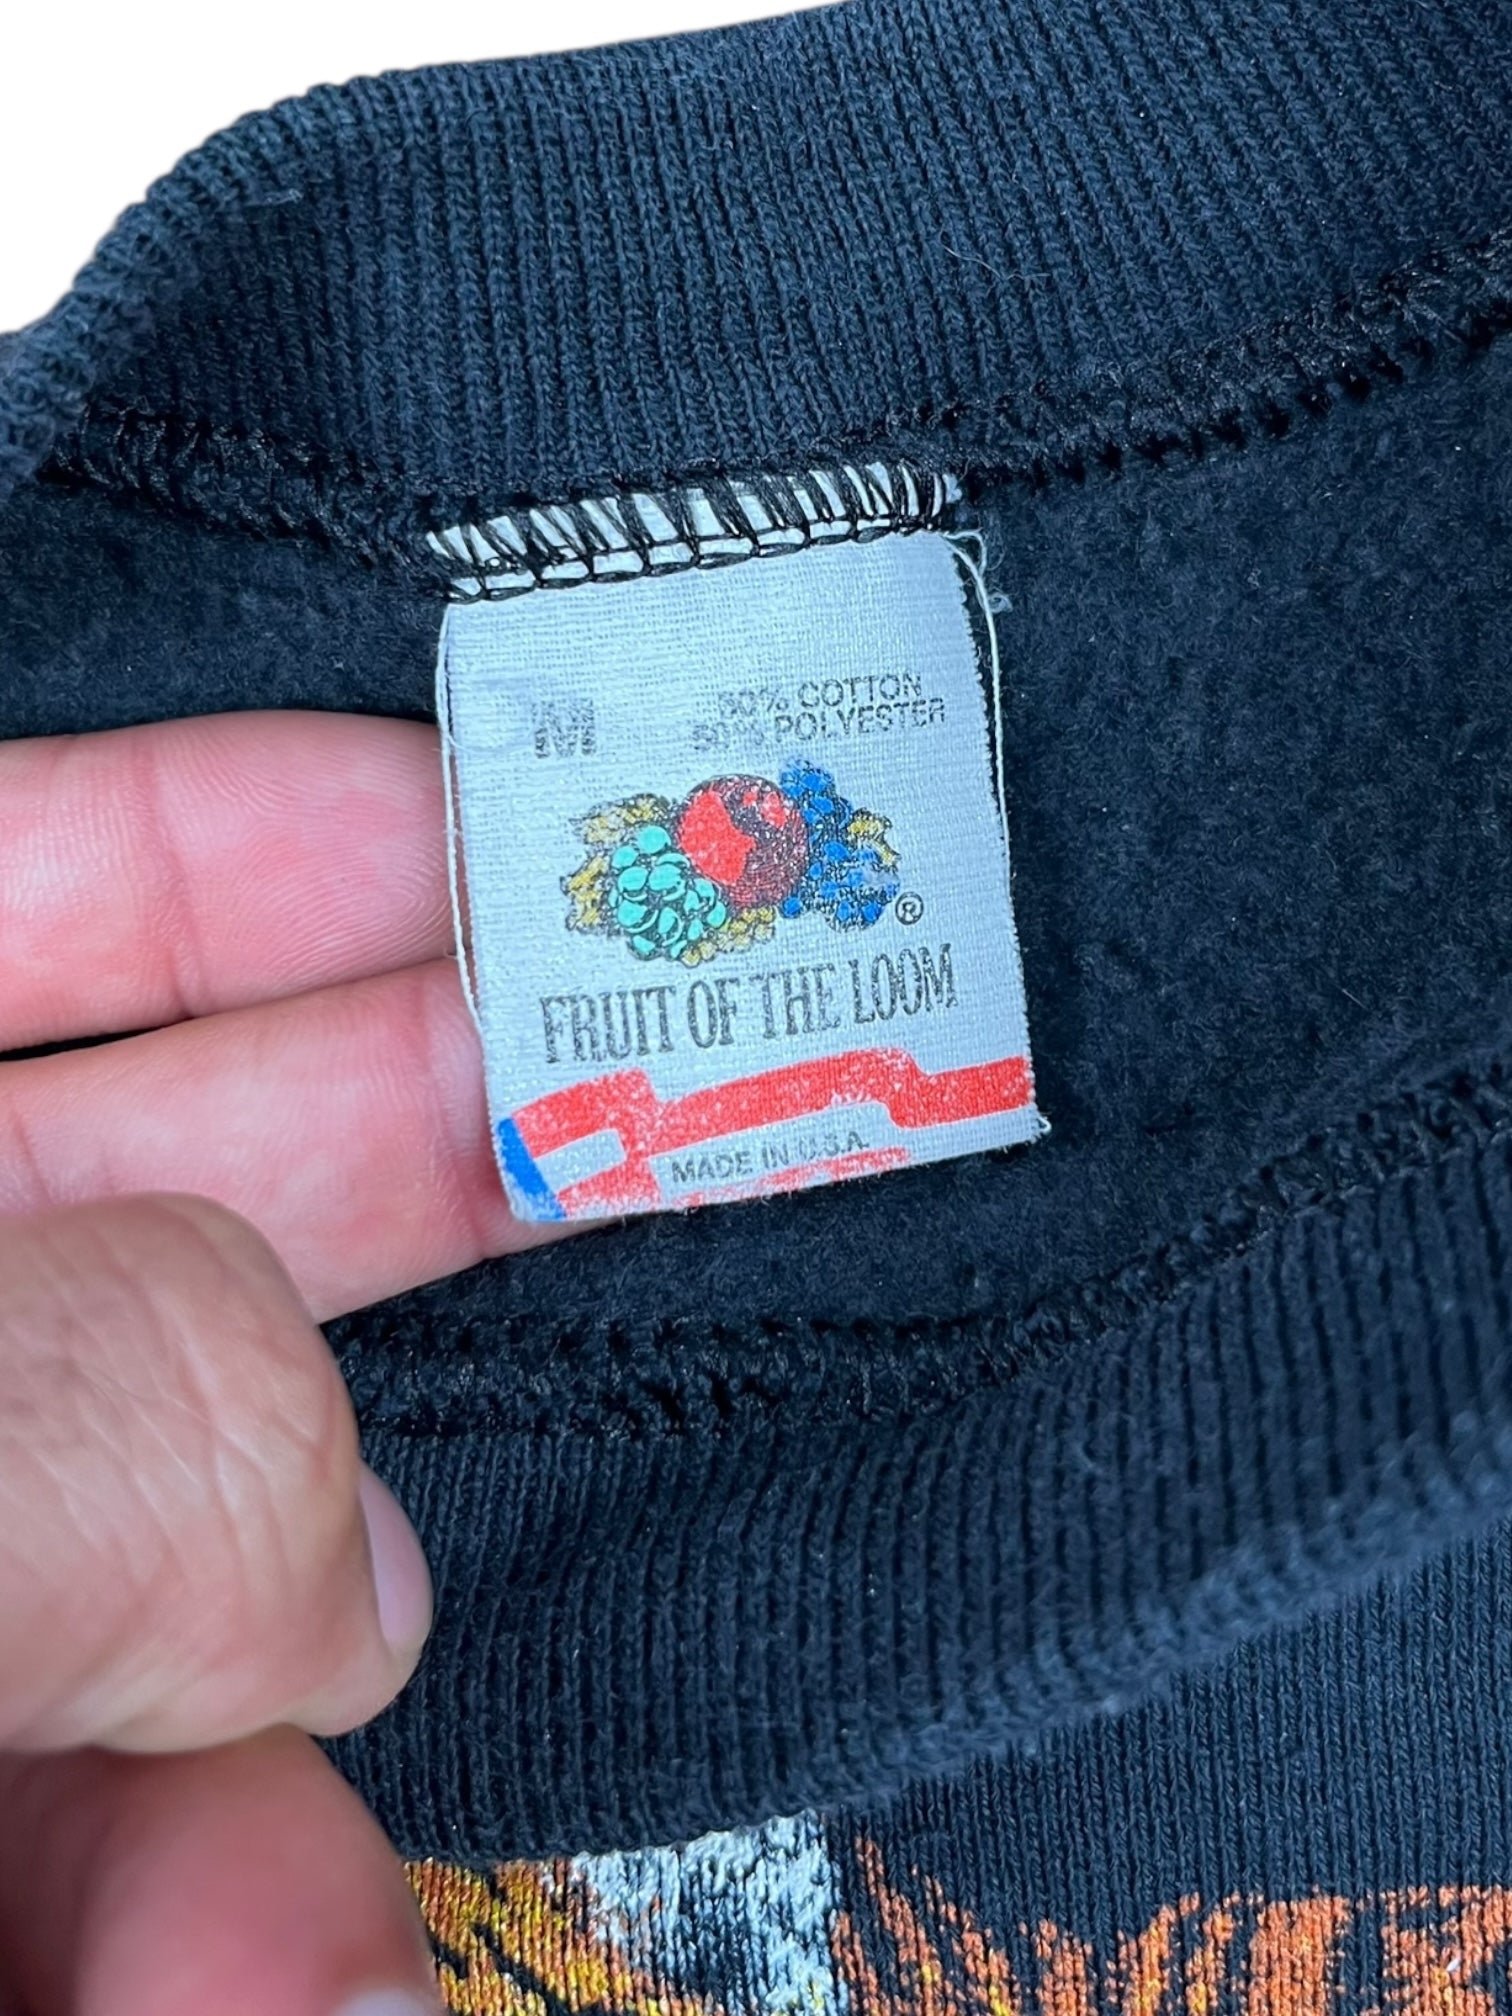 M
50% COTTON
50% POLYESTER
®
FRUIT OF THE LOOM
MADE IN U.S.A.